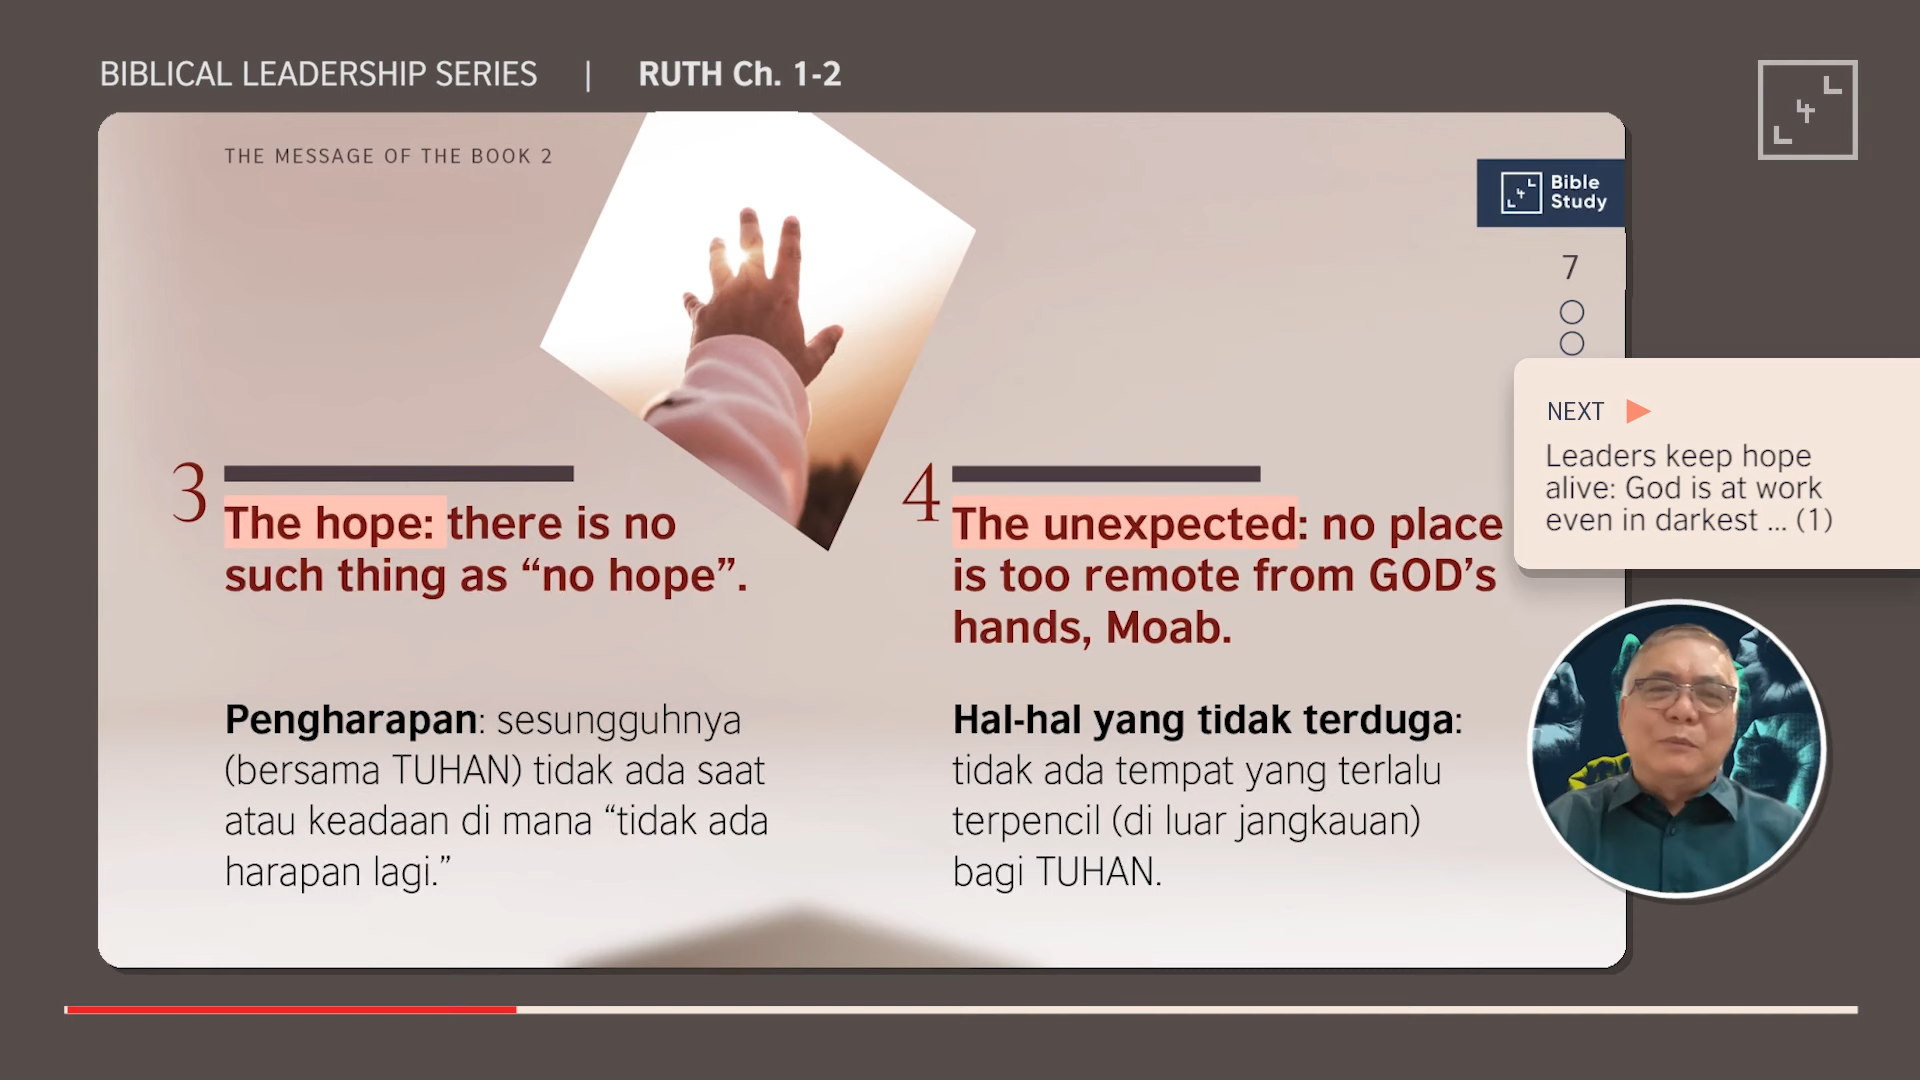 BIBLICAL LEADERSHIP SERIES | RUTH Ch. 1-2
THE MESSAGE OF THE BOOK 2
Bible
Study
7
3
The hope: there is no
such thing as “no hope”.
Pengharapan: sesungguhnya
(bersama TUHAN) tidak ada saat
atau keadaan di mana “tidak ada
harapan lagi.”
4
The unexpected: no place
is too remote from GOD’s
hands, Moab.
Hal-hal yang tidak terduga:
tidak ada tempat yang terlalu
terpencil (di luar jangkauan)
bagi TUHAN.
NEXT
Leaders keep hope
alive: God is at work
even in darkest ... (1)